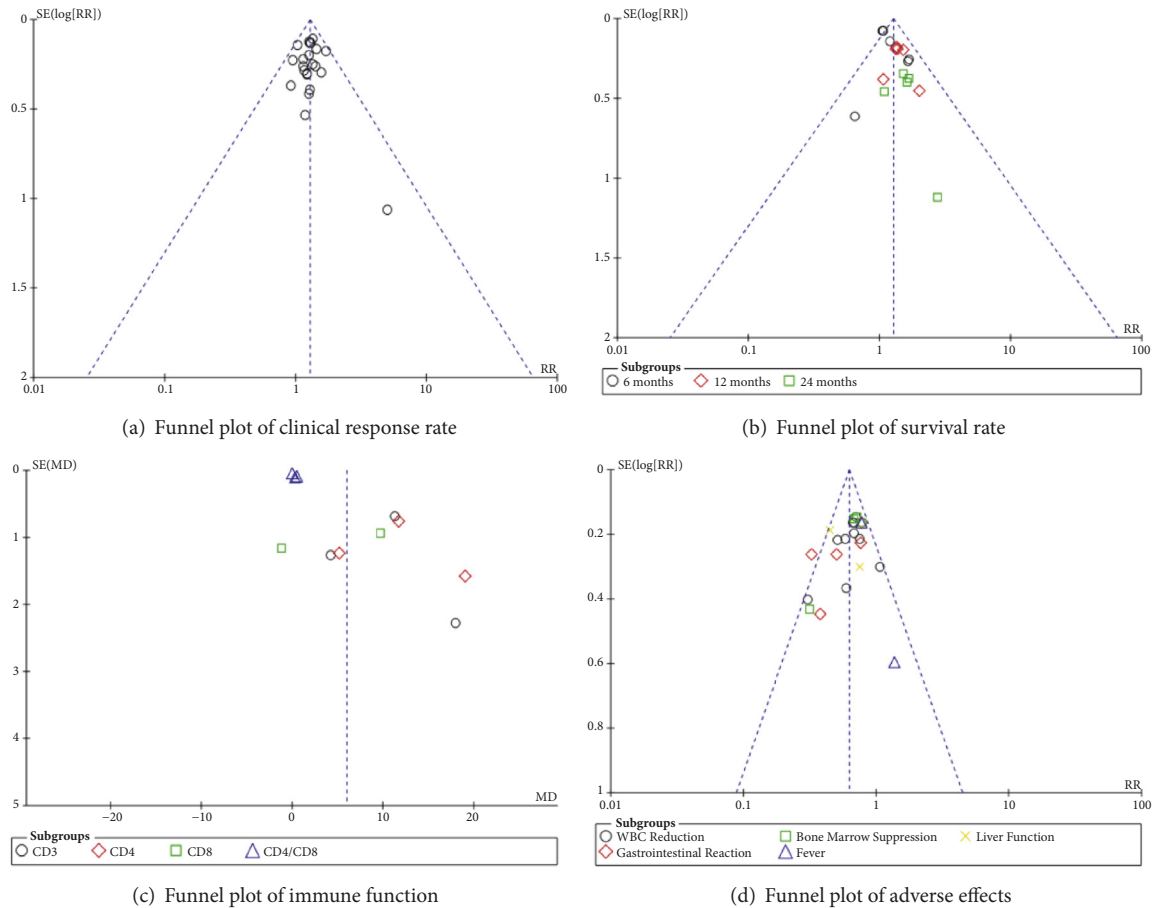 SE(log[RR])
0
0.5
1
1.5
2
0.01 0.1 1 10 100
RR
(a) Funnel plot of clinical response rate
SE(log[RR])
0
0.5
1
1.5
2
0.01 0.1 1 10 100
RR
Subgroups
6 months 12 months 24 months
(b) Funnel plot of survival rate
SE(MD)
0
1
2
3
4
5
−20 −10 0 10 20
MD
Subgroups
CD3 CD4 CD8 CD4/CD8
(c) Funnel plot of immune function
SE(log[RR])
0
0.2
0.4
0.6
0.8
1
0.1 1 10 100
RR
Subgroups
WBC Reduction Bone Marrow Suppression Liver Function
Gastrointestinal Reaction Fever
(d) Funnel plot of adverse effects